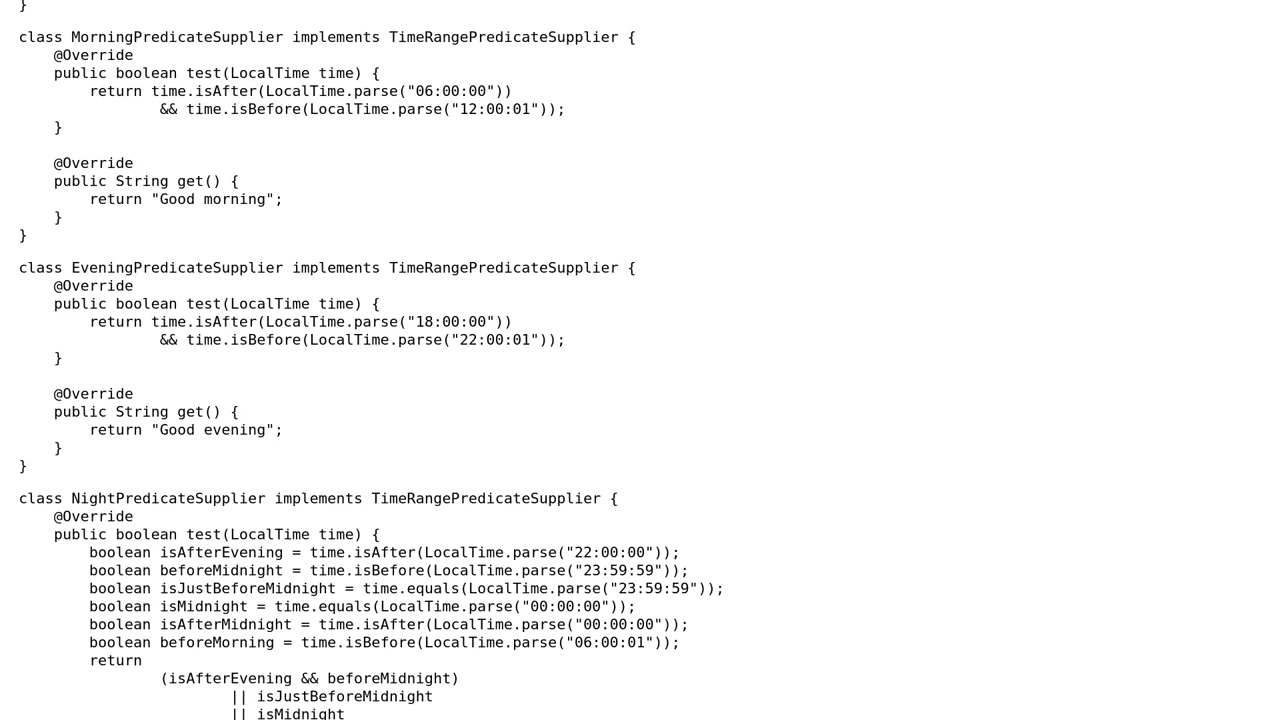 }
class MorningPredicateSupplier implements TimeRangePredicateSupplier {
    @Override
    public boolean test(LocalTime time) {
        return time.isAfter(LocalTime.parse("06:00:00"))
                && time.isBefore(LocalTime.parse("12:00:01"));
    }

    @Override
    public String get() {
        return "Good morning";
    }
}

class EveningPredicateSupplier implements TimeRangePredicateSupplier {
    @Override
    public boolean test(LocalTime time) {
        return time.isAfter(LocalTime.parse("18:00:00"))
                && time.isBefore(LocalTime.parse("22:00:01"));
    }

    @Override
    public String get() {
        return "Good evening";
    }
}

class NightPredicateSupplier implements TimeRangePredicateSupplier {
    @Override
    public boolean test(LocalTime time) {
        boolean isAfterEvening = time.isAfter(LocalTime.parse("22:00:00"));
        boolean beforeMidnight = time.isBefore(LocalTime.parse("23:59:59"));
        boolean isJustBeforeMidnight = time.equals(LocalTime.parse("23:59:59"));
        boolean isMidnight = time.equals(LocalTime.parse("00:00:00"));
        boolean isAfterMidnight = time.isAfter(LocalTime.parse("00:00:00"));
        boolean beforeMorning = time.isBefore(LocalTime.parse("06:00:01"));
        return
                (isAfterEvening && beforeMidnight)
                        || isJustBeforeMidnight
                        || isMidnight